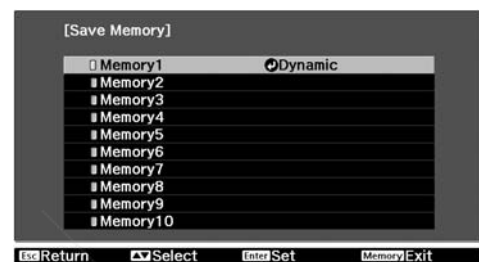 [Save Memory]
Memory1 Dynamic
Memory2
Memory3
Memory4
Memory5
Memory6
Memory7
Memory8
Memory9
Memory10
Esc Return Select Enter Set Memory Exit